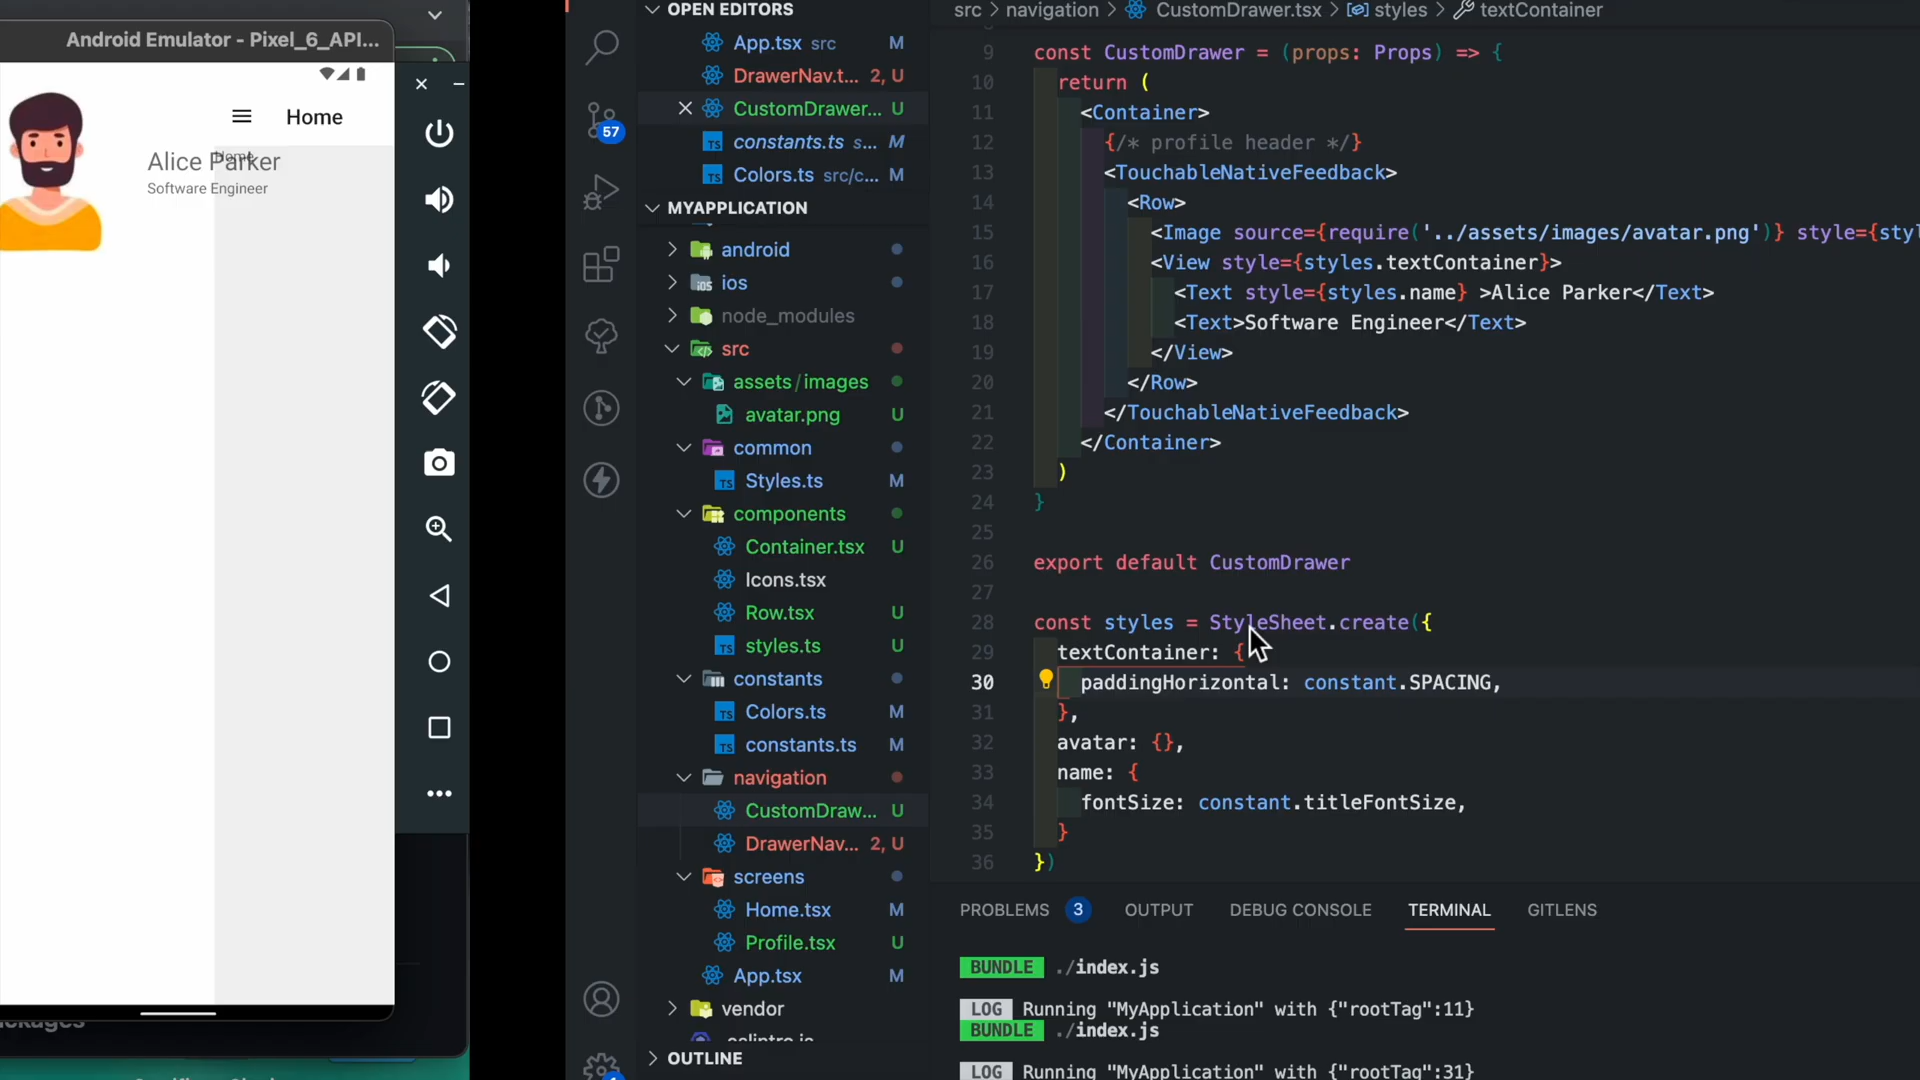 Android Emulator - Pixel_6_API...
Home
Home
Alice Parker
Software Engineer
OPEN EDITORS
App.tsx src M
DrawerNav.t... 2, U
CustomDrawer... U
constants.ts s... M
Colors.ts src/c... M
MYAPPLICATION
android
ios
node_modules
src
assets/images
avatar.png U
common
Styles.ts M
components
Container.tsx U
Icons.tsx
Row.tsx U
styles.ts U
constants
Colors.ts M
constants.ts M
navigation
CustomDraw... U
DrawerNav... 2, U
screens
Home.tsx M
Profile.tsx U
App.tsx M
vendor
OUTLINE
57
src > navigation > CustomDrawer.tsx > styles > textContainer
9 const CustomDrawer = (props: Props) => {
10 return (
11 <Container>
12 {/* profile header */}
13 <TouchableNativeFeedback>
14 <Row>
15 <Image source={require('../assets/images/avatar.png')} style={styl
16 <View style={styles.textContainer}>
17 <Text style={styles.name} >Alice Parker</Text>
18 <Text>Software Engineer</Text>
19 </View>
20 </Row>
21 </TouchableNativeFeedback>
22 </Container>
23 )
24 }
25
26 export default CustomDrawer
27
28 const styles = StyleSheet.create({
29 textContainer: {
30 paddingHorizontal: constant.SPACING,
31 },
32 avatar: {},
33 name: {
34 fontSize: constant.titleFontSize,
35 }
36 })
PROBLEMS 3 OUTPUT DEBUG CONSOLE TERMINAL GITLENS
BUNDLE ./index.js
LOG Running "MyApplication" with {"rootTag":11}
BUNDLE ./index.js
LOG Running "MyApplication" with {"rootTag":31}